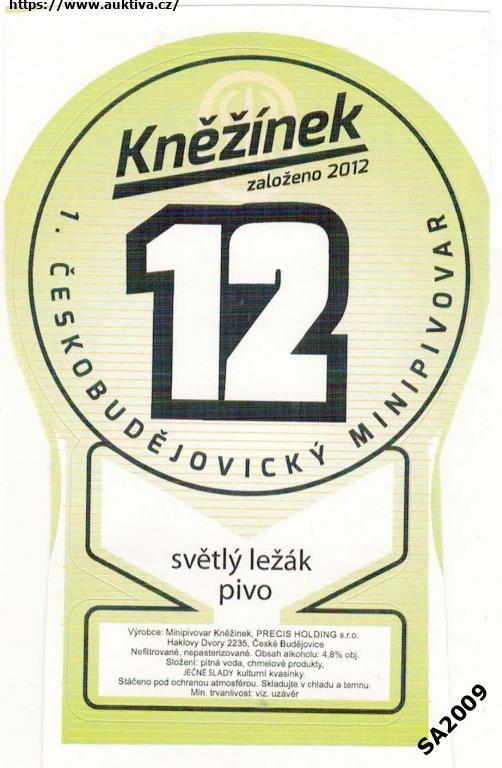 https://www.auktiva.cz/
Kněžínek
založeno 2012
12
1. ČESKOBUDĚJOVICKÝ MINIPIVOVAR
světlý ležák
pivo
Výrobce: Minipivovar Kněžínek, PRECIS HOLDING s.r.o.
Haklovy Dvory 2235, České Budějovice
Nefiltrované, nepasterizované. Obsah alkoholu: 4,8% obj.
Složení: pitná voda, chmelové produkty,
JEČNÉ SLADY kulturní kvasinky.
Stáčeno pod ochranou atmosférou. Skladujte v chladu a temnu.
Min. trvanlivost: viz. uzávěr
SA2009